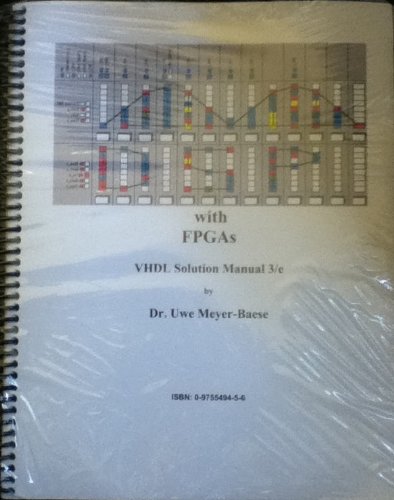 with
FPGAs
VHDL Solution Manual 3/e
by
Dr. Uwe Meyer-Baese
ISBN: 0-9755494-5-6